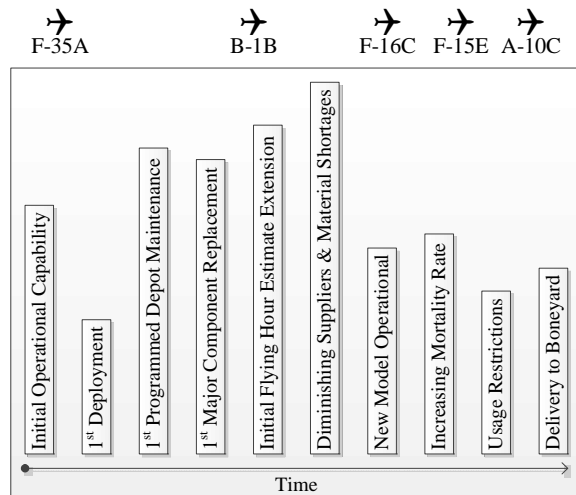 F-35A
B-1B
F-16C
F-15E
A-10C
Initial Operational Capability
1st Deployment
1st Programmed Depot Maintenance
1st Major Component Replacement
Initial Flying Hour Estimate Extension
Diminishing Suppliers & Material Shortages
New Model Operational
Increasing Mortality Rate
Usage Restrictions
Delivery to Boneyard
Time